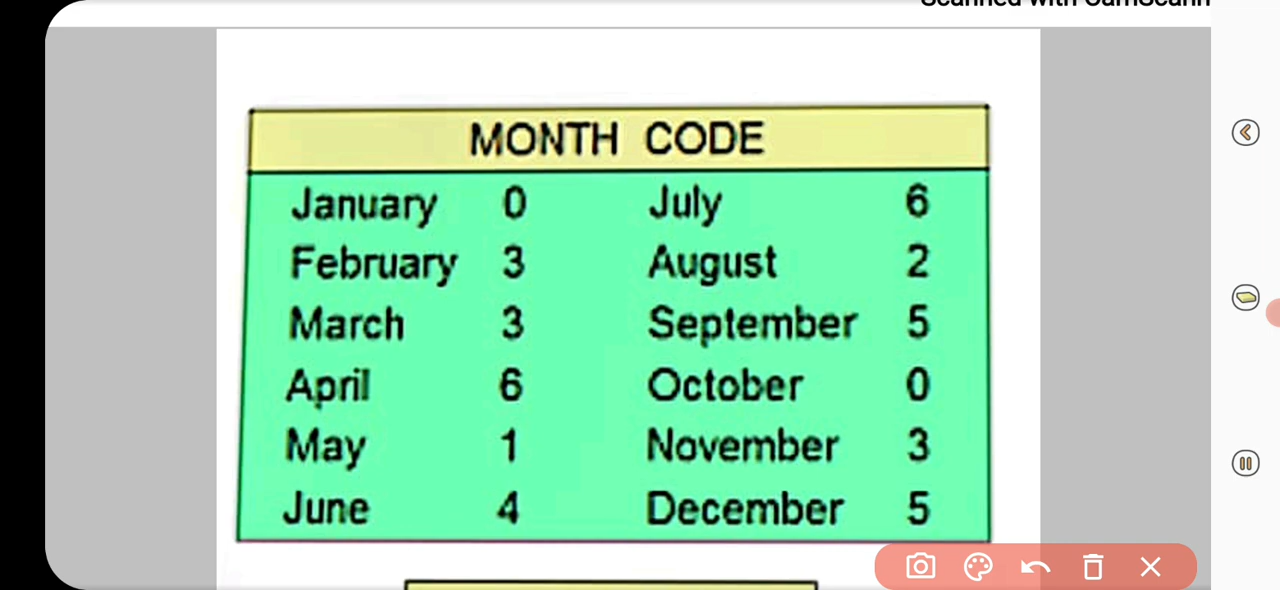 MONTH CODE
January 0 July 6
February 3 August 2
March 3 September 5
April 6 October 0
May 1 November 3
June 4 December 5